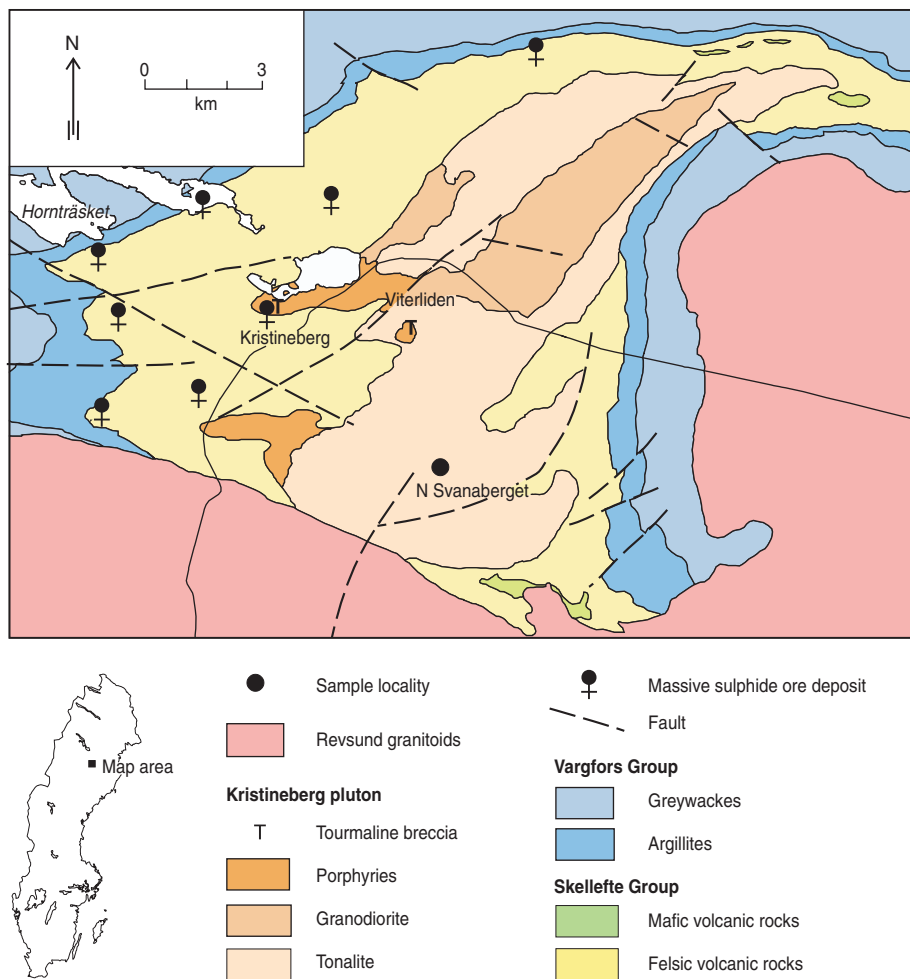 N
0 3
km
Hornträsket
Viterliden
T
T
Kristineberg
N Svanaberget
Map area
Sample locality
Revsund granitoids
Kristineberg pluton
T Tourmaline breccia
Porphyries
Granodiorite
Tonalite
Massive sulphide ore deposit
Fault
Vargfors Group
Greywackes
Argillites
Skellefte Group
Mafic volcanic rocks
Felsic volcanic rocks